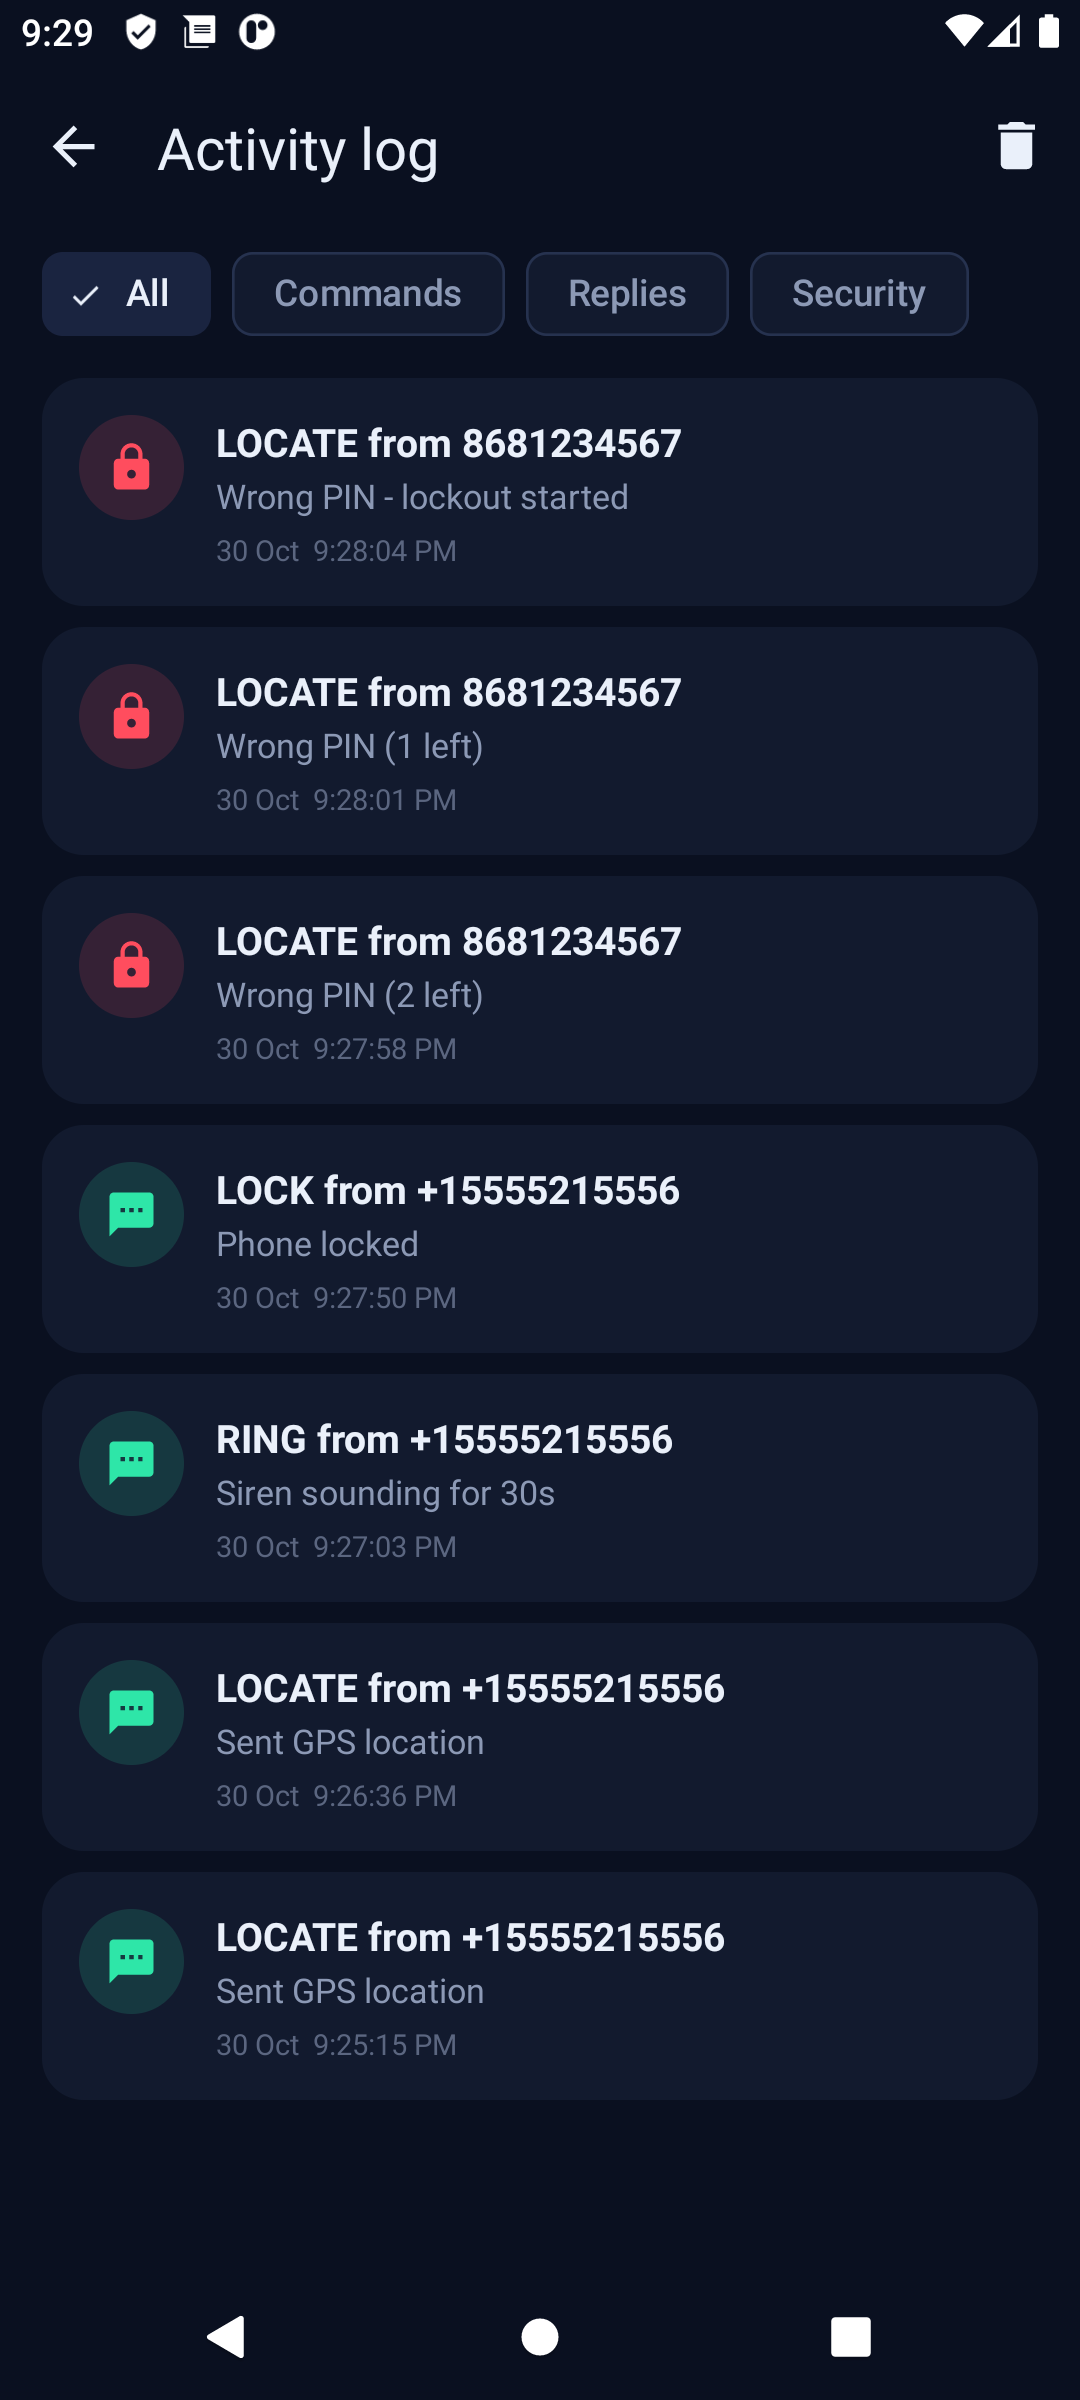 9:29
Activity log
All
Commands
Replies
Security
LOCATE from 8681234567
Wrong PIN - lockout started
30 Oct 9:28:04 PM
LOCATE from 8681234567
Wrong PIN (1 left)
30 Oct 9:28:01 PM
LOCATE from 8681234567
Wrong PIN (2 left)
30 Oct 9:27:58 PM
LOCK from +15555215556
Phone locked
30 Oct 9:27:50 PM
RING from +15555215556
Siren sounding for 30s
30 Oct 9:27:03 PM
LOCATE from +15555215556
Sent GPS location
30 Oct 9:26:36 PM
LOCATE from +15555215556
Sent GPS location
30 Oct 9:25:15 PM